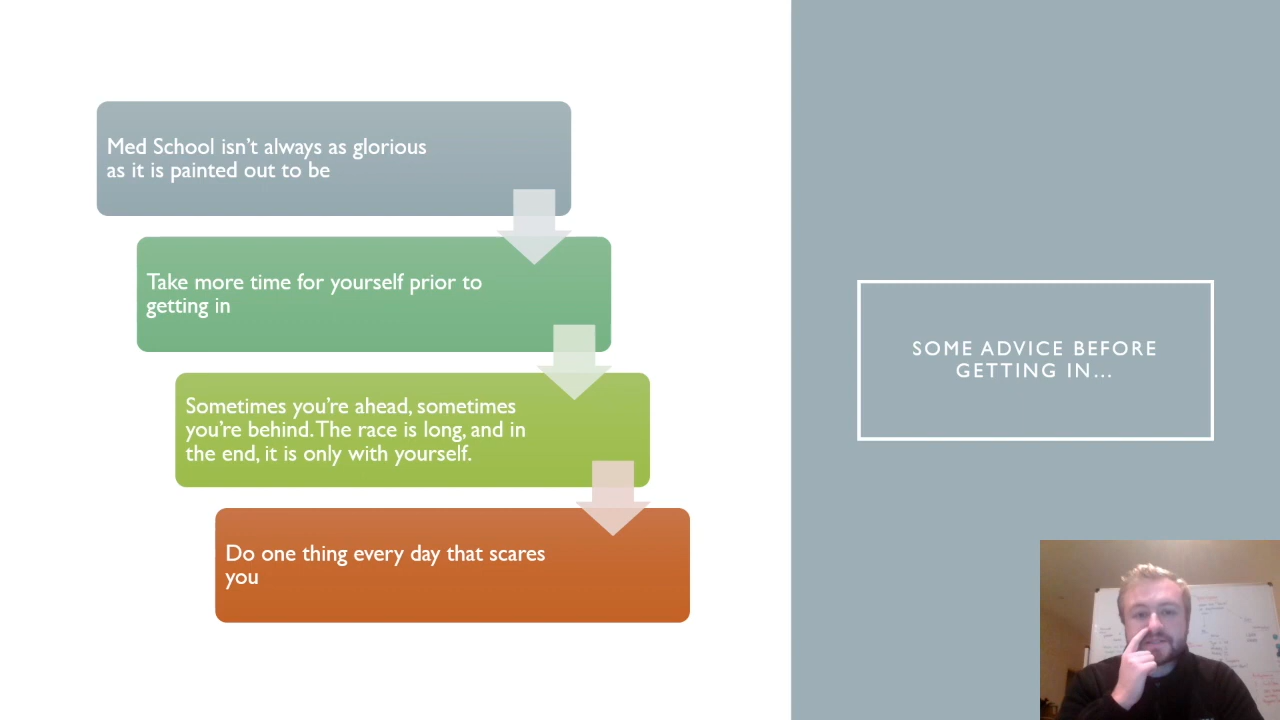 Med School isn't always as glorious
as it is painted out to be
Take more time for yourself prior to
getting in
Sometimes you're ahead, sometimes
you're behind. The race is long, and in
the end, it is only with yourself.
Do one thing every day that scares
you
SOME ADVICE BEFORE
GETTING IN...